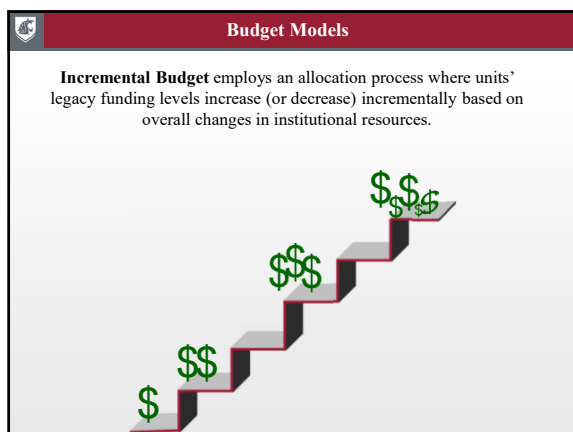 Budget Models
Incremental Budget employs an allocation process where units'
legacy funding levels increase (or decrease) incrementally based on
overall changes in institutional resources.
$$$$$
$$$
$$
$